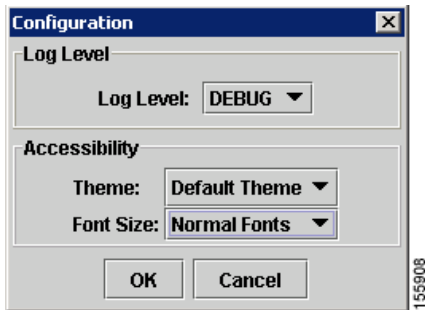 Configuration
Log Level
Log Level: DEBUG
Accessibility
Theme: Default Theme
Font Size: Normal Fonts
OK Cancel
155908